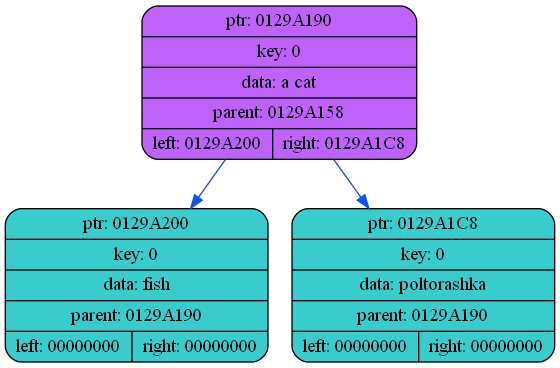 ptr: 0129A190
key: 0
data: a cat
parent: 0129A158
left: 0129A200 right: 0129A1C8
ptr: 0129A200
key: 0
data: fish
parent: 0129A190
left: 00000000 right: 00000000
ptr: 0129A1C8
key: 0
data: poltorashka
parent: 0129A190
left: 00000000 right: 00000000